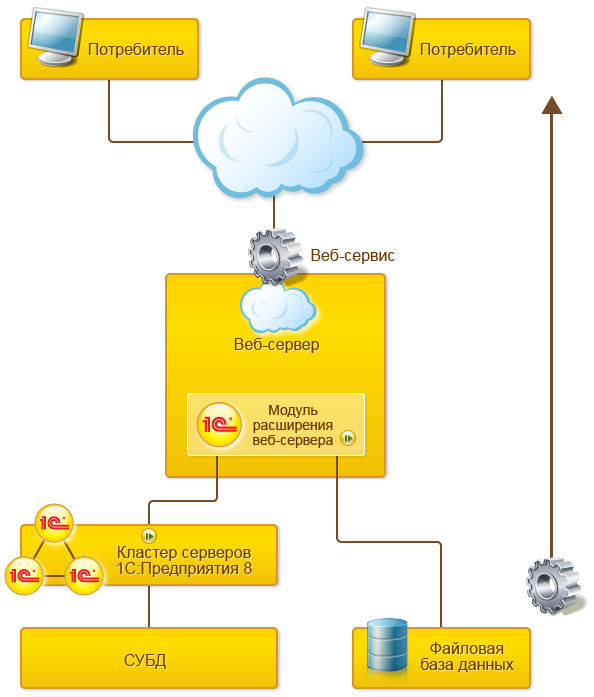 Потребитель
Потребитель
Веб-сервис
Веб-сервер
1С
Модуль
расширения
веб-сервера
1С
1С
1С
Кластер серверов
1С:Предприятия 8
СУБД
Файловая
база данных